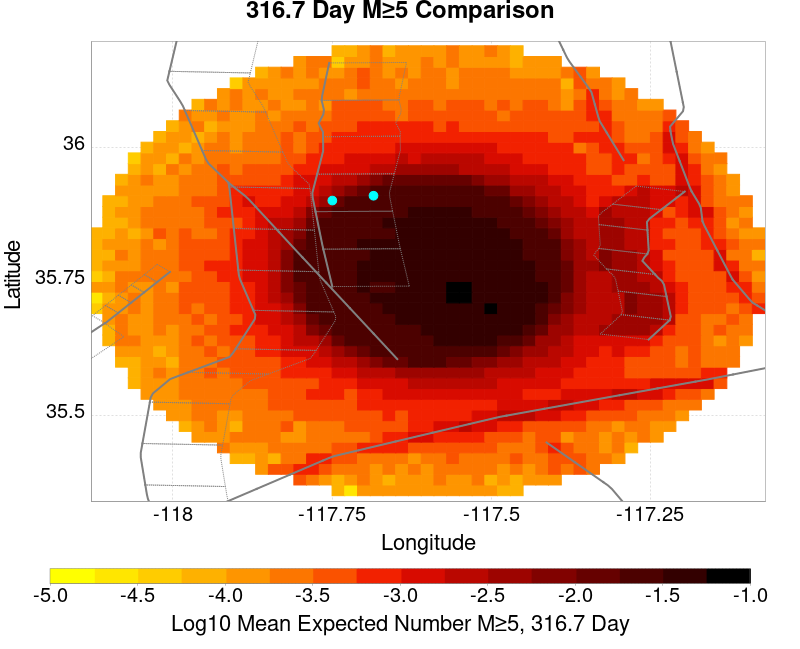 316.7 Day M≥5 Comparison
36
35.75
35.5
Latitude
-118 -117.75 -117.5 -117.25
Longitude
-5.0 -4.5 -4.0 -3.5 -3.0 -2.5 -2.0 -1.5 -1.0
Log10 Mean Expected Number M≥5, 316.7 Day